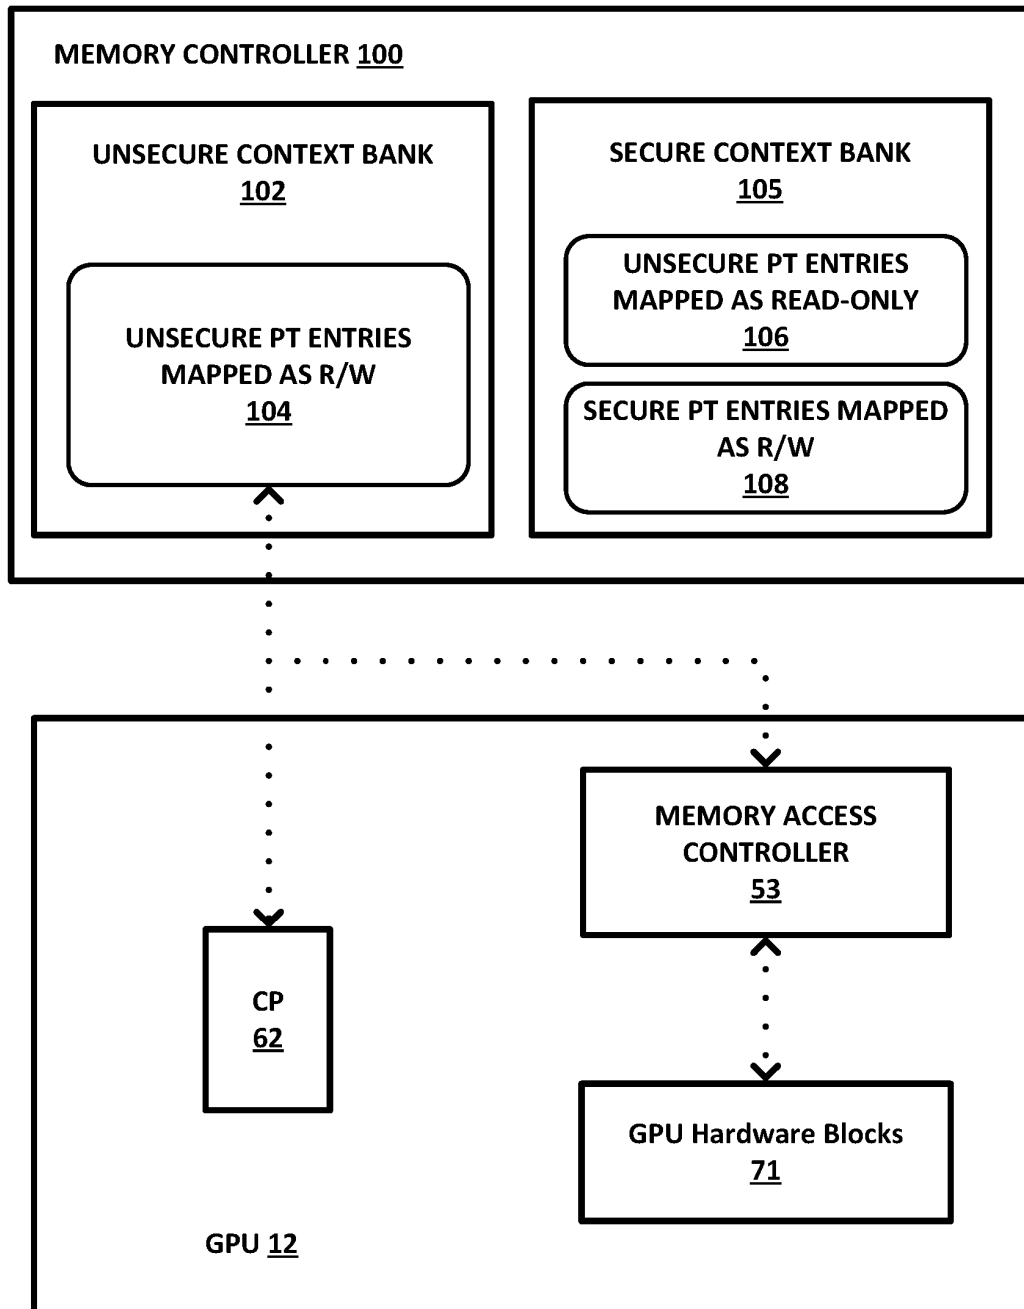 MEMORY CONTROLLER 100
UNSECURE CONTEXT BANK
102
UNSECURE PT ENTRIES
MAPPED AS R/W
104
SECURE CONTEXT BANK
105
UNSECURE PT ENTRIES
MAPPED AS READ-ONLY
106
SECURE PT ENTRIES MAPPED
AS R/W
108
MEMORY ACCESS
CONTROLLER
53
CP
62
GPU Hardware Blocks
71
GPU 12